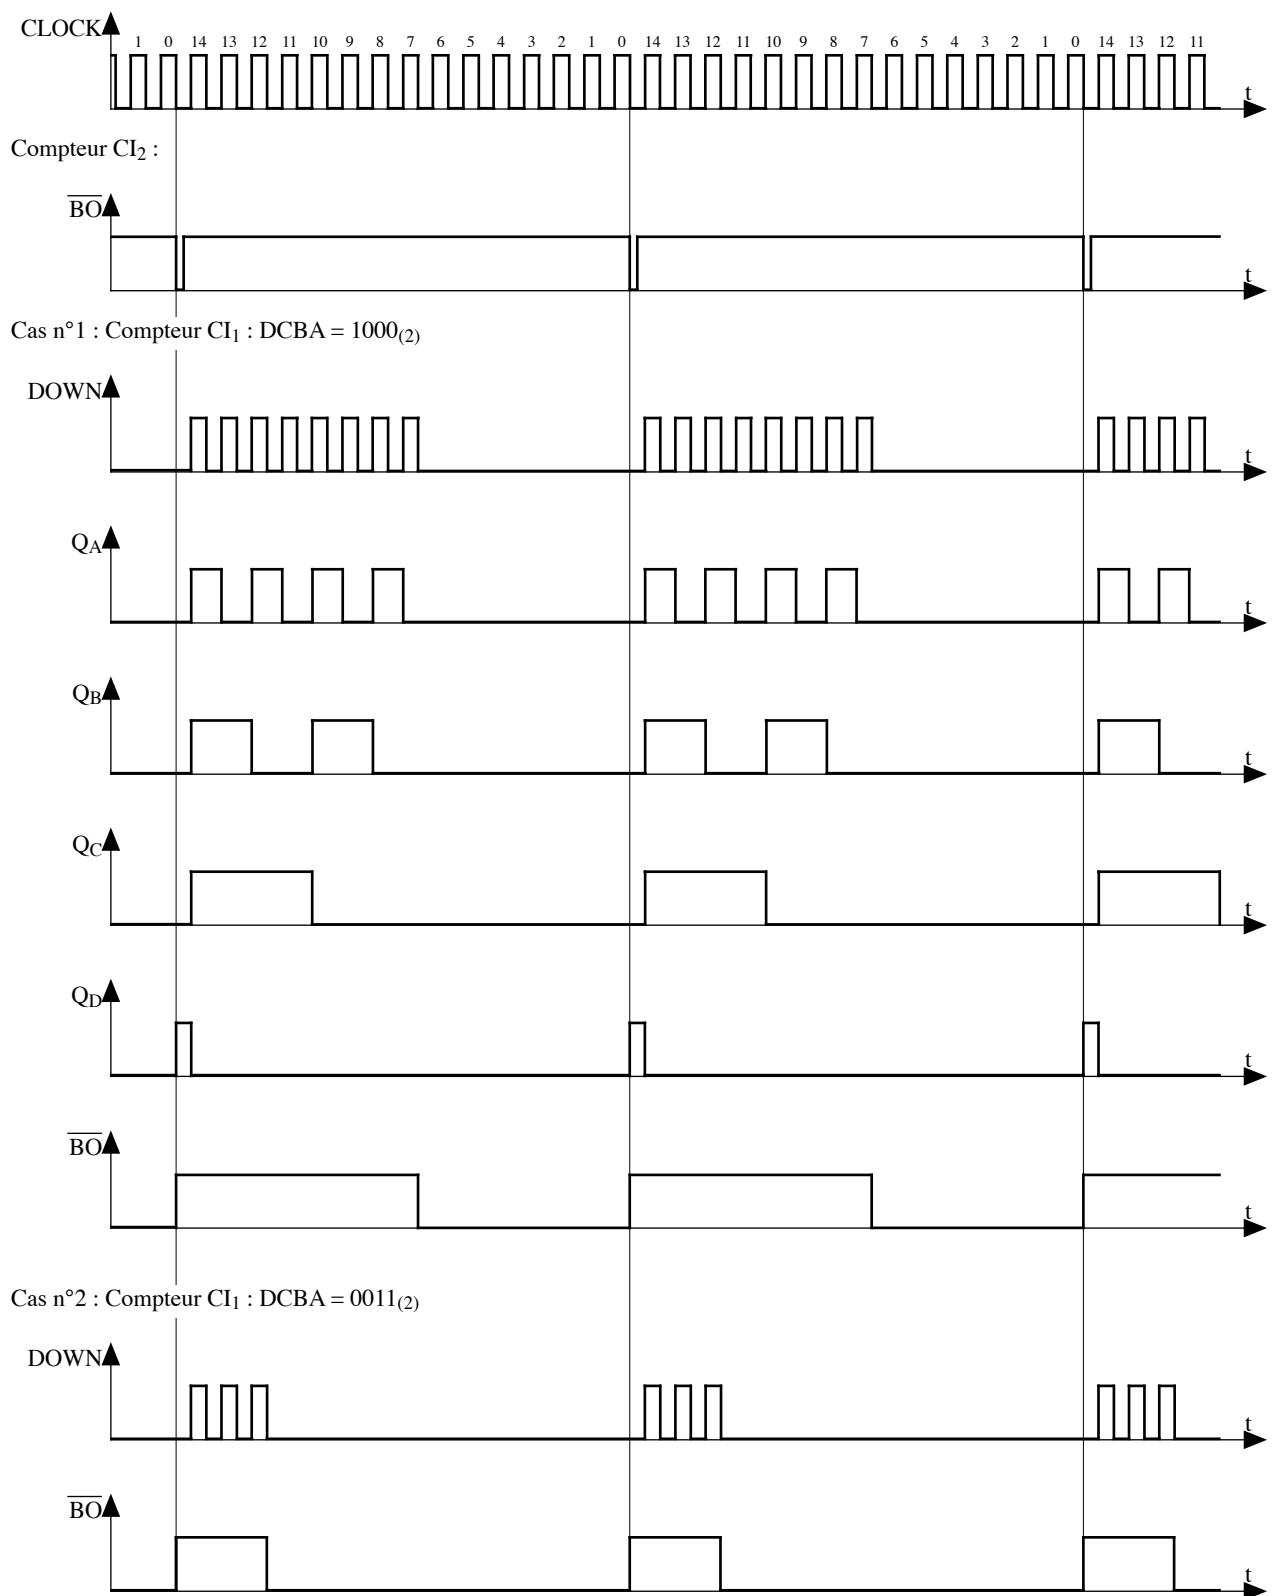 CLOCK
1 0 14 13 12 11 10 9 8 7 6 5 4 3 2 1 0 14 13 12 11 10 9 8 7 6 5 4 3 2 1 0 14 13 12 11
t
Compteur CI2 :
BO
t
Cas n°1 : Compteur CI1 : DCBA = 1000(2)
DOWN
t
QA
t
QB
t
QC
t
QD
t
BO
t
Cas n°2 : Compteur CI1 : DCBA = 0011(2)
DOWN
t
BO
t